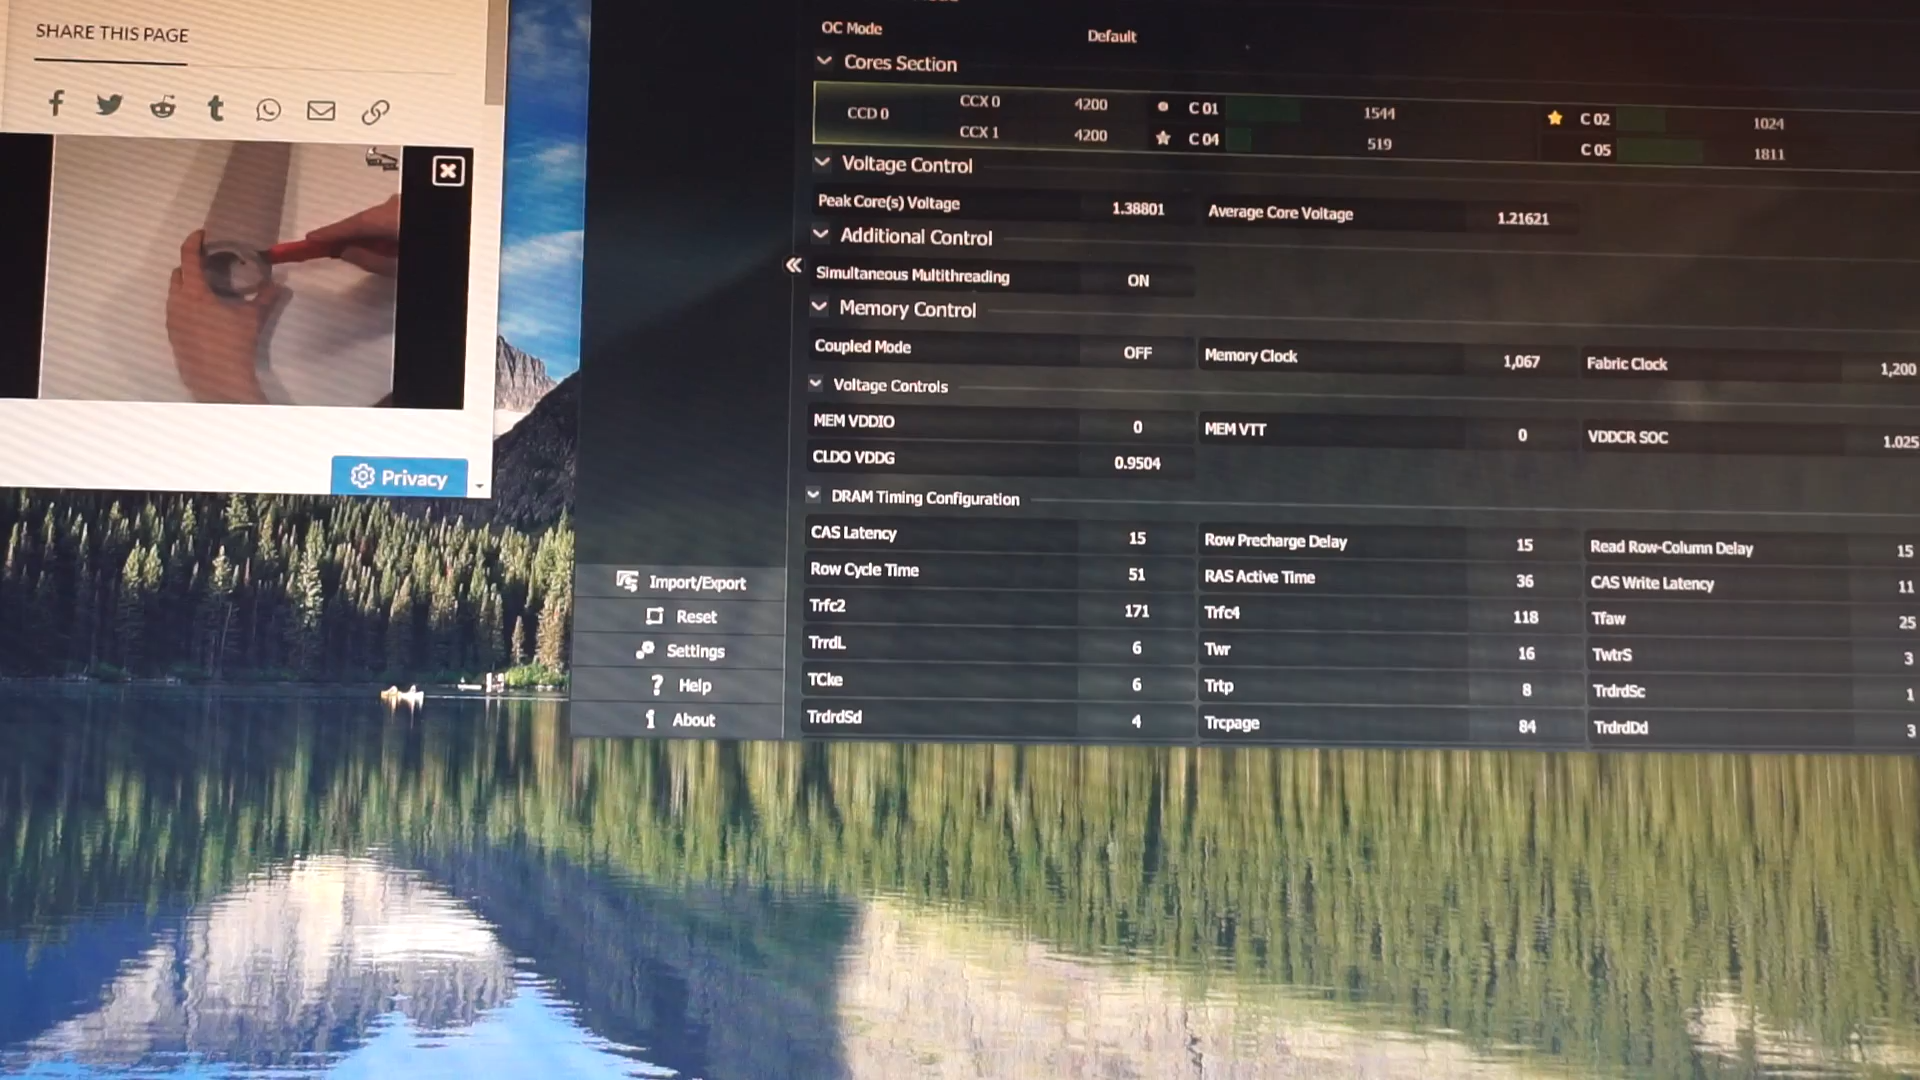 SHARE THIS PAGE
Privacy
OC Mode Default
Cores Section
CCD 0 CCX 0 4200 C 01 1544 C 02 1024
CCX 1 4200 C 04 519 C 05 1811
Voltage Control
Peak Core(s) Voltage 1.38801 Average Core Voltage 1.21621
Additional Control
Simultaneous Multithreading ON
Memory Control
Coupled Mode OFF Memory Clock 1,067 Fabric Clock 1,200
Voltage Controls
MEM VDDIO 0 MEM VTT 0 VDDCR SOC 1.025
CLDO VDDG 0.9504
DRAM Timing Configuration
CAS Latency 15 Row Precharge Delay 15 Read Row-Column Delay 15
Row Cycle Time 51 RAS Active Time 36 CAS Write Latency 11
Trfc2 171 Trfc4 118 Tfaw 25
TrrdL 6 Twr 16 TwtrS 3
TCke 6 Trtp 8 TrdrdSc 1
TrdrdSd 4 Trcpage 84 TrdrdDd 3
Import/Export
Reset
Settings
Help
About